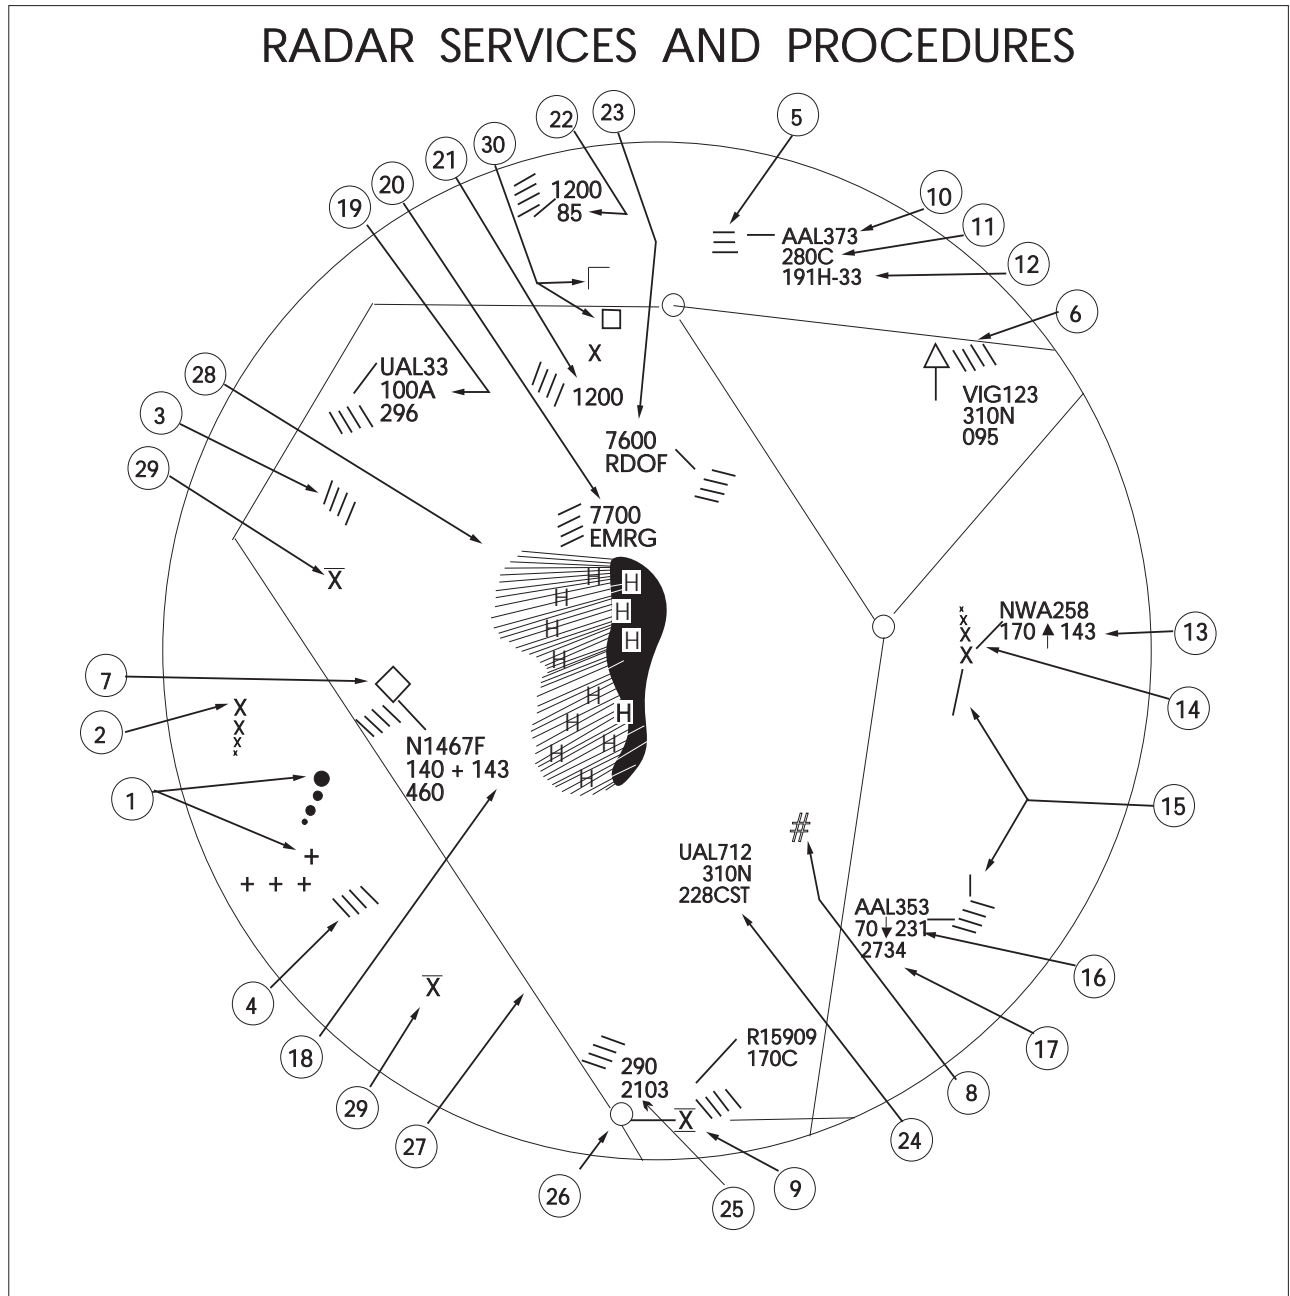 RADAR SERVICES AND PROCEDURES
22
23
5
30
21
20
19
1200
85
10
AAL373
280C
191H-33
11
12
6
X
UAL33
100A
296
1200
VIG123
310N
095
28
3
29
7600
RDOF
7700
EMRG
X
H
H
H
H
H
H
H
H
NWA258
170 143
13
X
X
X
X
7
2
X
X
X
X
H
H
H
H
H
H
14
N1467F
140 + 143
460
1
+
+ + +
15
#
UAL712
310N
228CST
AAL353
70 231
2734
4
X
16
18
29
27
R15909
170C
17
290
2103
8
X
24
26
9
25